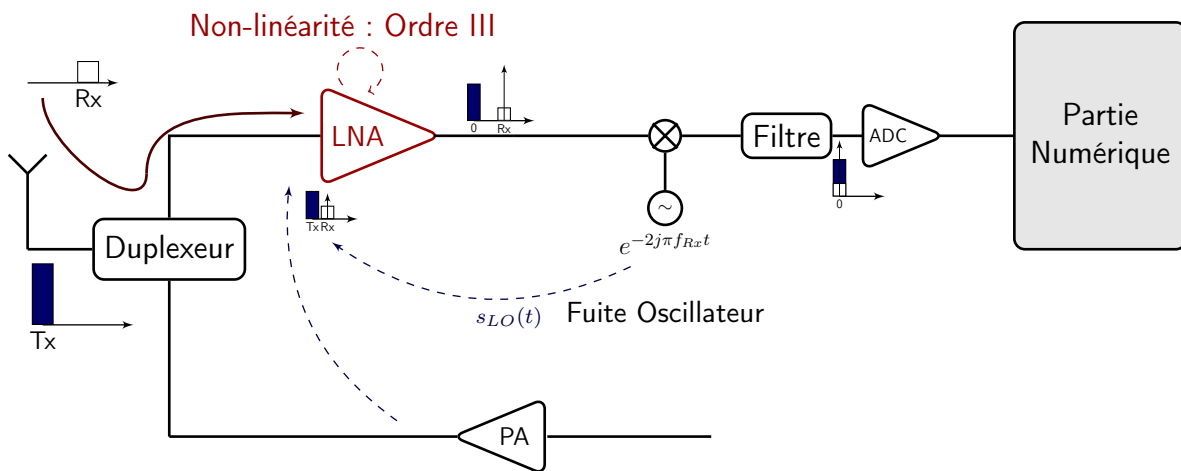 Non-linéarité : Ordre III
Rx
LNA
0
Rx
Filtre
ADC
0
Partie
Numérique
Tx
Rx
∼
e^{-2jπf_{Rx}t}
Duplexeur
s_{LO}(t) Fuite Oscillateur
Tx
PA